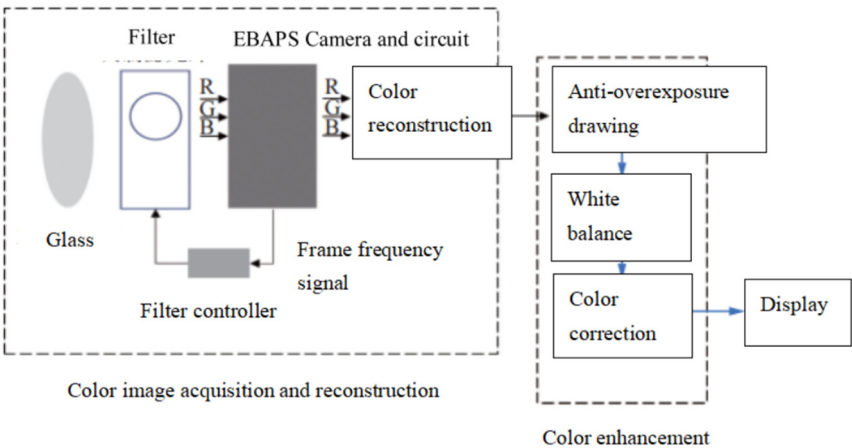 Filter
EBAPS Camera and circuit
R
G
B
R
G
B
Color
reconstruction
Anti-overexposure
drawing
White
balance
Glass
Frame frequency
signal
Filter controller
Color
correction
Display
Color image acquisition and reconstruction
Color enhancement